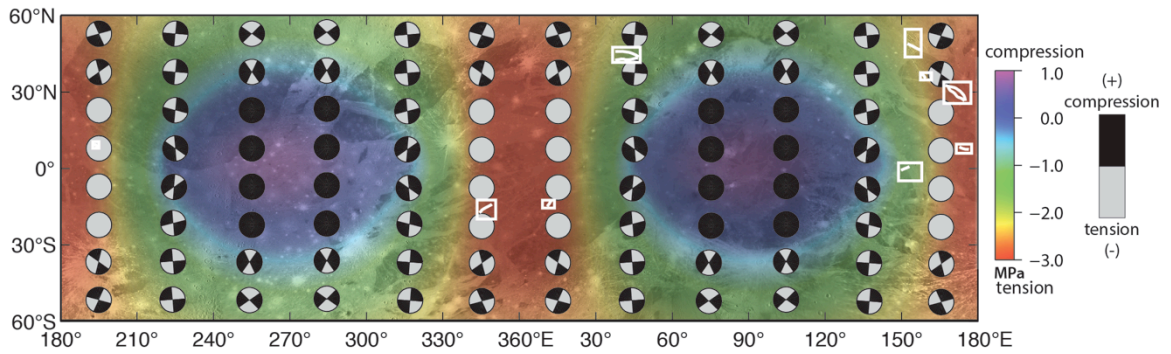 60°N
30°N
0°
30°S
60°S
180° 210° 240° 270° 300° 330° 360°E 30° 60° 90° 120° 150° 180°E
compression
1.0
0.0
-1.0
-2.0
-3.0
MPa
tension
(+)
compression
tension
(-)